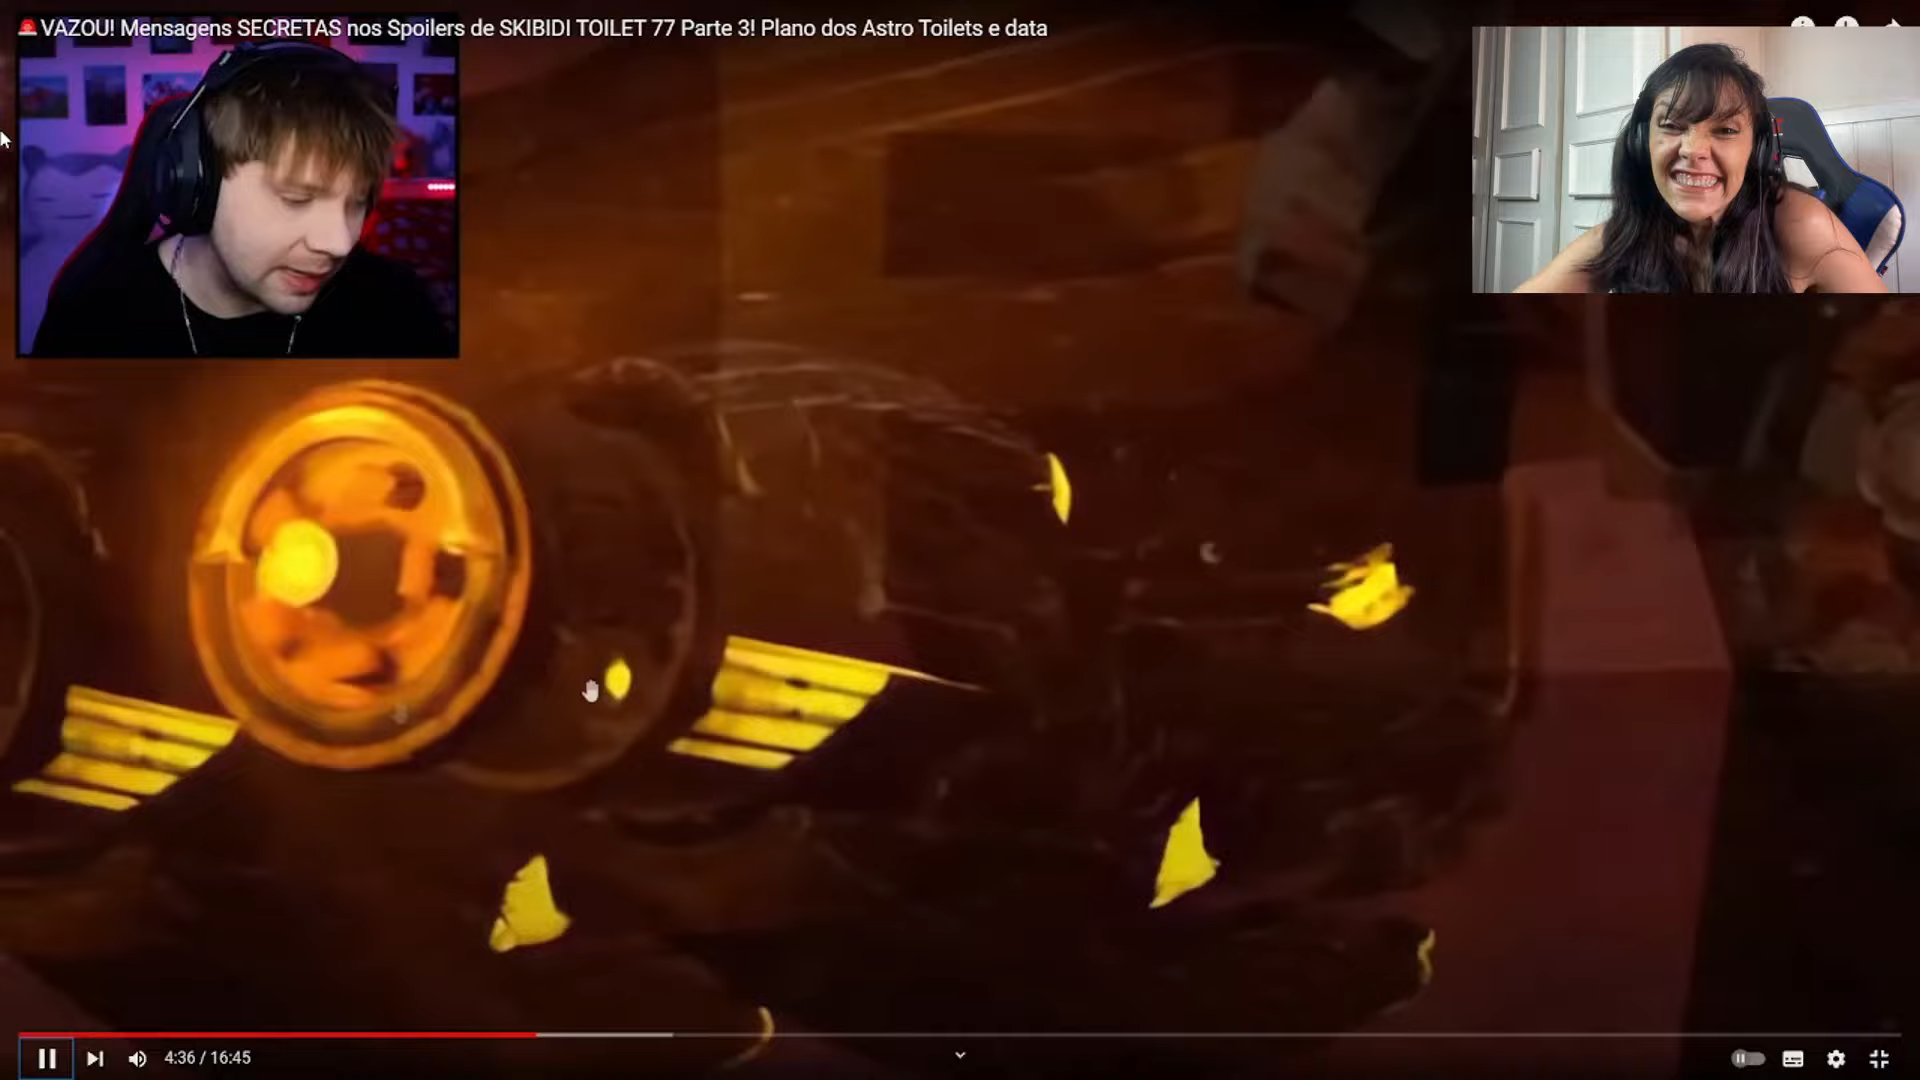 🚨VAZOU! Mensagens SECRETAS nos Spoilers de SKIBIDI TOILET 77 Parte 3! Plano dos Astro Toilets e data
4:36 / 16:45